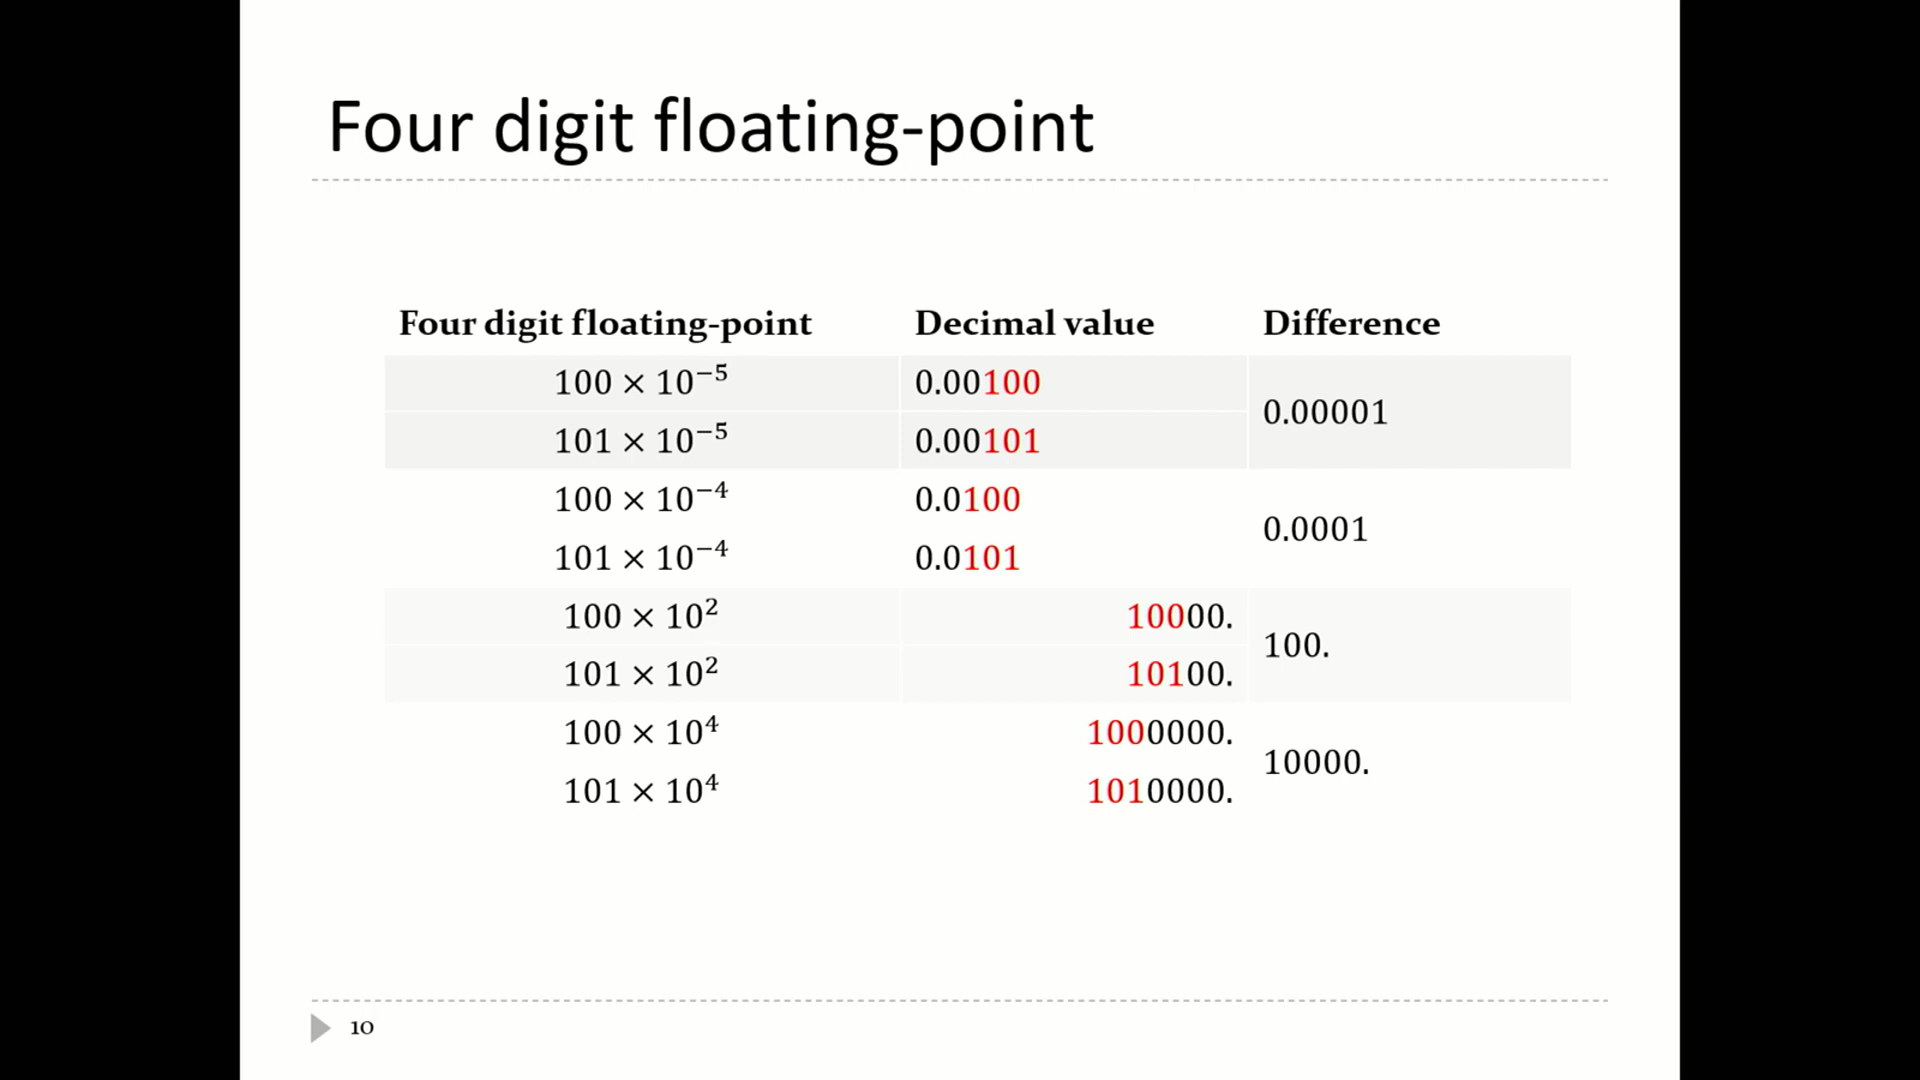 Four digit floating-point
Four digit floating-point Decimal value Difference
100 × 10⁻⁵ 0.00100
0.00001
101 × 10⁻⁵ 0.00101
100 × 10⁻⁴ 0.0100
0.0001
101 × 10⁻⁴ 0.0101
100 × 10² 10000.
100.
101 × 10² 10100.
100 × 10⁴ 1000000.
10000.
101 × 10⁴ 1010000.
10